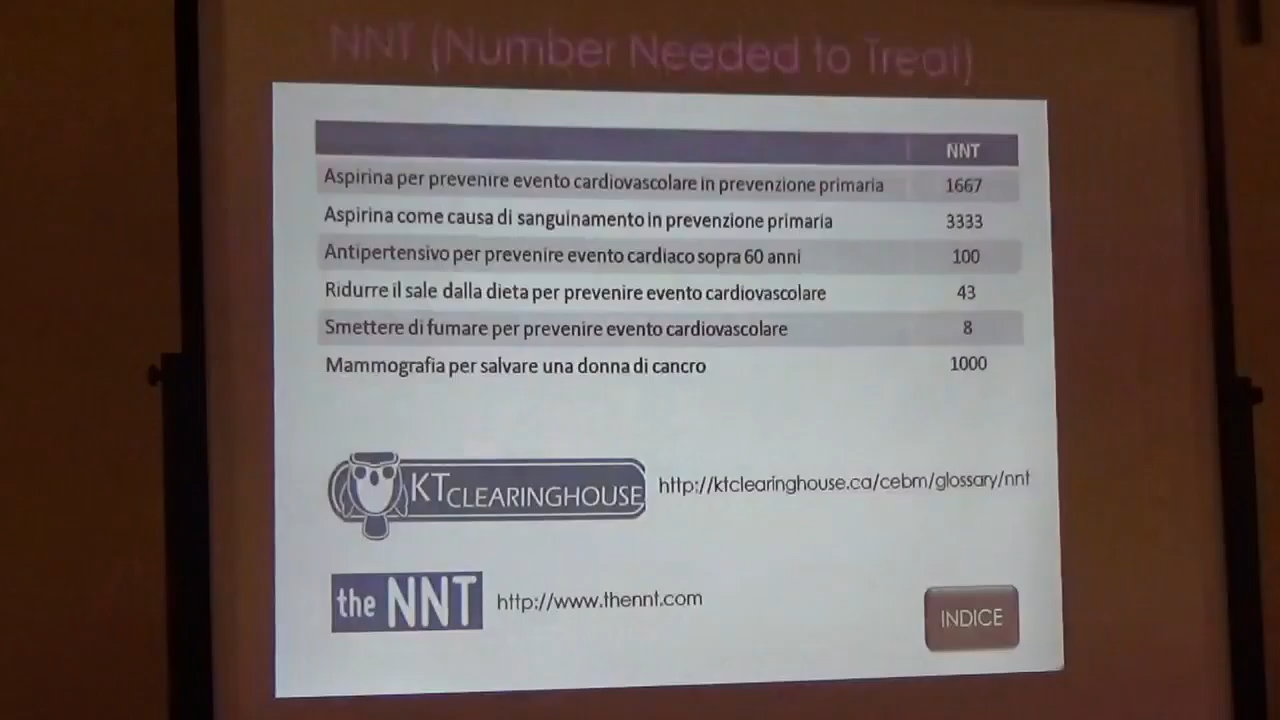 NNT (Number Needed to Treat)
NNT
Aspirina per prevenire evento cardiovascolare in prevenzione primaria 1667
Aspirina come causa di sanguinamento in prevenzione primaria 3333
Antipertensivo per prevenire evento cardiaco sopra 60 anni 100
Ridurre il sale dalla dieta per prevenire evento cardiovascolare 43
Smettere di fumare per prevenire evento cardiovascolare 8
Mammografia per salvare una donna di cancro 1000
KT CLEARINGHOUSE http://ktclearinghouse.ca/cebm/glossary/nnt
the NNT http://www.thennt.com
INDICE